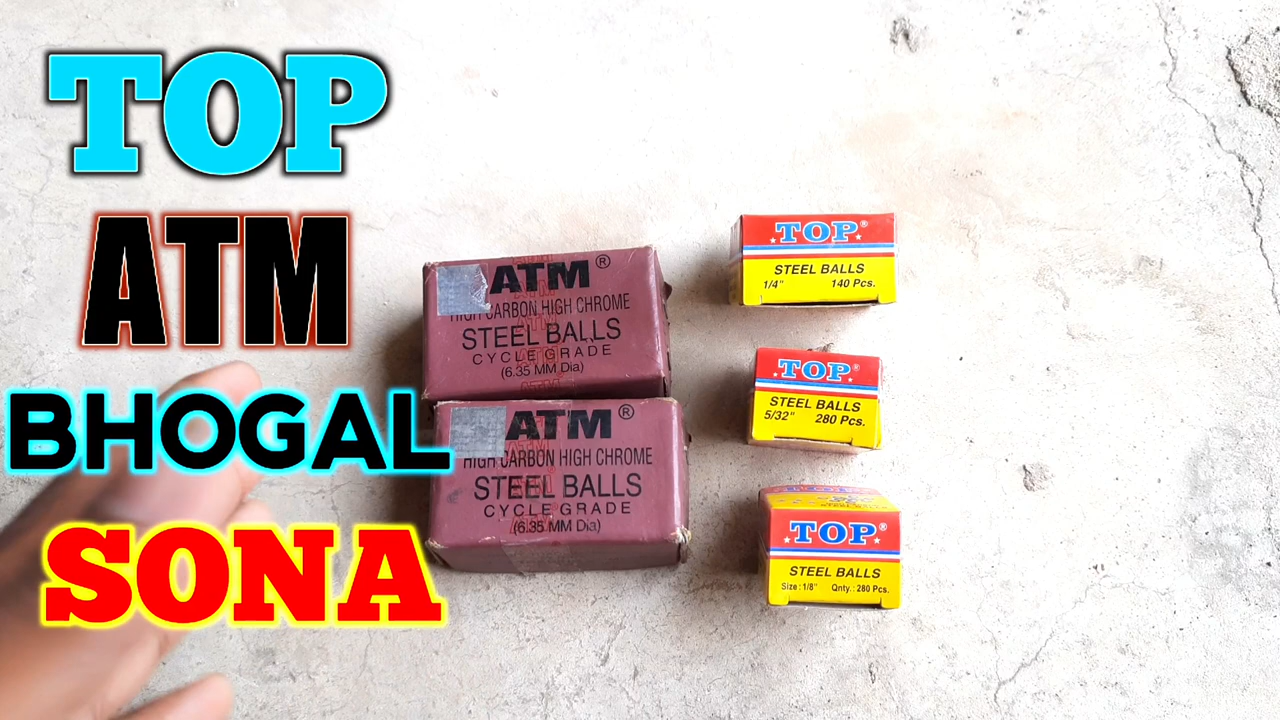 TOP
ATM
BHOGAL
SONA
ATM®
HIGH CARBON HIGH CHROME
STEEL BALLS
CYCLE GRADE
(6.35 MM Dia)
ATM®
HIGH CARBON HIGH CHROME
STEEL BALLS
CYCLE GRADE
(6.35 MM Dia)
TOP®
STEEL BALLS
1/4" 140 Pcs.
TOP®
STEEL BALLS
5/32" 280 Pcs.
TOP®
STEEL BALLS
Size : 1/8" Qnty. : 280 Pcs.